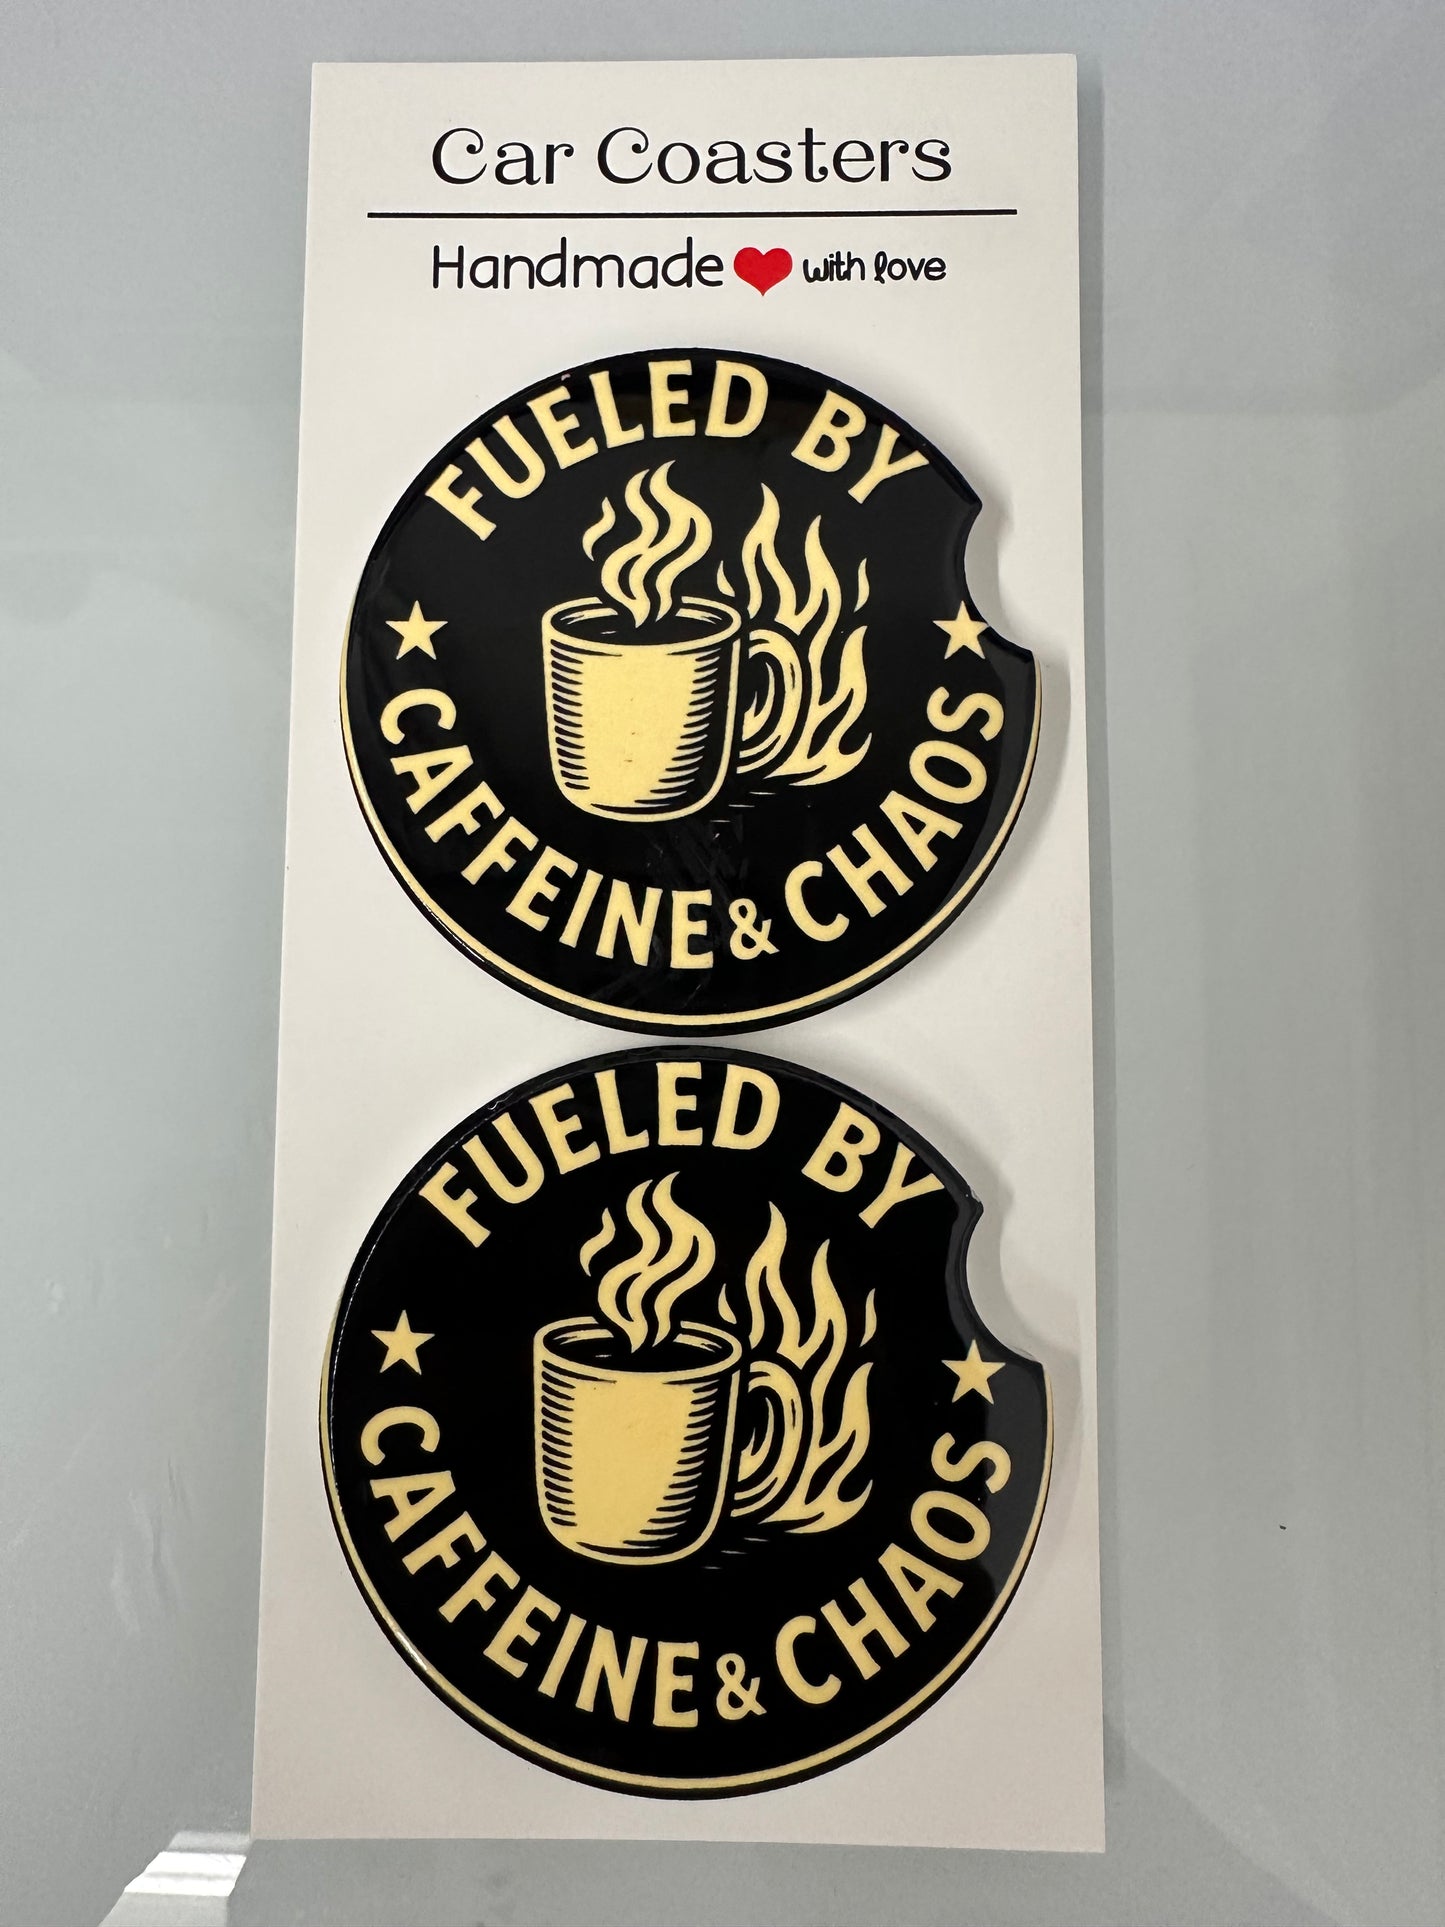 Car Coasters
Handmade with love
FUELED BY
CAFFEINE & CHAOS
FUELED BY
CAFFEINE & CHAOS